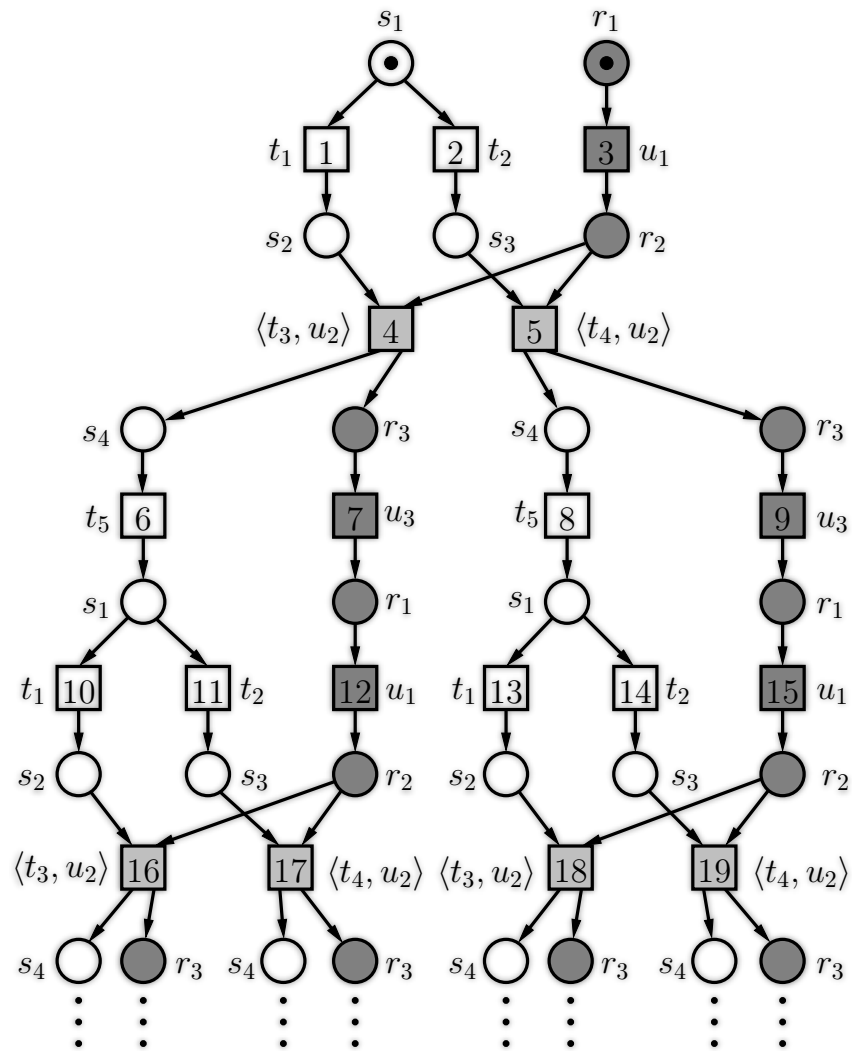 s₁ r₁
t₁ 1 2 t₂ 3 u₁
s₂ s₃ r₂
⟨t₃, u₂⟩ 4 5 ⟨t₄, u₂⟩
s₄ r₃ s₄ r₃
t₅ 6 7 u₃ t₅ 8 9 u₃
s₁ r₁ s₁ r₁
t₁ 10 11 t₂ 12 u₁ t₁ 13 14 t₂ 15 u₁
s₂ s₃ r₂ s₂ s₃ r₂
⟨t₃, u₂⟩ 16 17 ⟨t₄, u₂⟩ ⟨t₃, u₂⟩ 18 19 ⟨t₄, u₂⟩
s₄ r₃ s₄ r₃ s₄ r₃ s₄ r₃